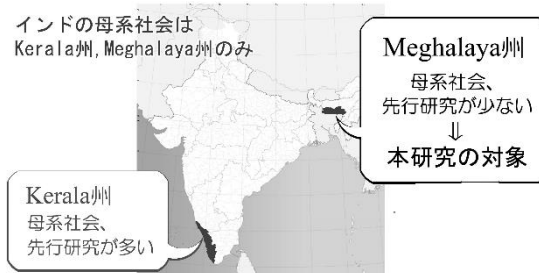 インドの母系社会は
Kerala州,Meghalaya州のみ
Meghalaya州
母系社会、
先行研究が少ない
⇓
本研究の対象
Kerala州
母系社会、
先行研究が多い